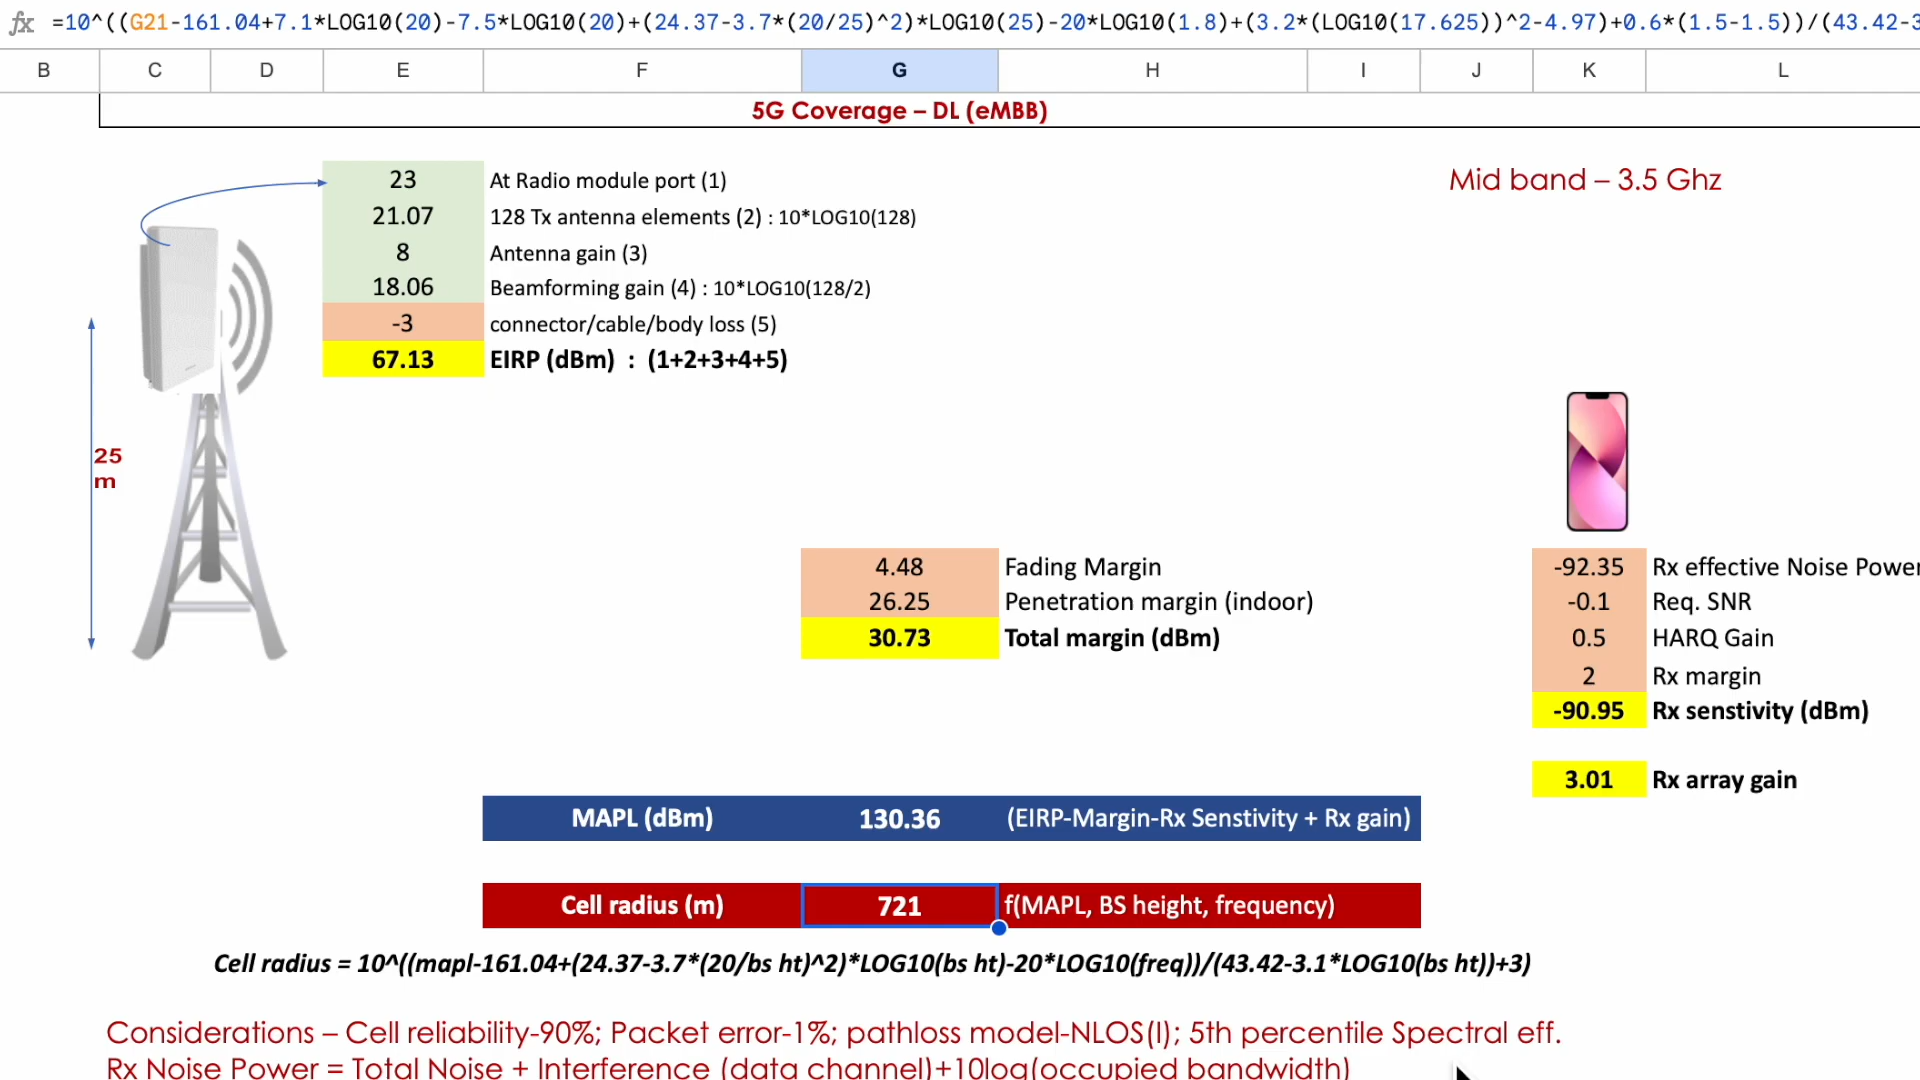 fx =10^((G21-161.04+7.1*LOG10(20)-7.5*LOG10(20)+(24.37-3.7*(20/25)^2)*LOG10(25)-20*LOG10(1.8)+(3.2*(LOG10(17.625))^2-4.97)+0.6*(1.5-1.5))/(43.42-3
B C D E F G H I J K L
5G Coverage – DL (eMBB)
Mid band – 3.5 Ghz
23 At Radio module port (1)
21.07 128 Tx antenna elements (2) : 10*LOG10(128)
8 Antenna gain (3)
18.06 Beamforming gain (4) : 10*LOG10(128/2)
-3 connector/cable/body loss (5)
67.13 EIRP (dBm) : (1+2+3+4+5)
25
m
4.48 Fading Margin
26.25 Penetration margin (indoor)
30.73 Total margin (dBm)
-92.35 Rx effective Noise Power
-0.1 Req. SNR
0.5 HARQ Gain
2 Rx margin
-90.95 Rx senstivity (dBm)
3.01 Rx array gain
MAPL (dBm) 130.36 (EIRP-Margin-Rx Senstivity + Rx gain)
Cell radius (m) 721 f(MAPL, BS height, frequency)
Cell radius = 10^((mapl-161.04+(24.37-3.7*(20/bs ht)^2)*LOG10(bs ht)-20*LOG10(freq))/(43.42-3.1*LOG10(bs ht))+3)
Considerations – Cell reliability-90%; Packet error-1%; pathloss model-NLOS(I); 5th percentile Spectral eff.
Rx Noise Power = Total Noise + Interference (data channel)+10log(occupied bandwidth)